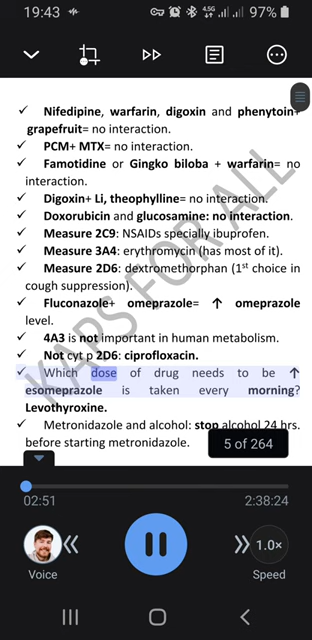 19:43
4.5G
97%
✓ Nifedipine, warfarin, digoxin and phenytoin+
grapefruit= no interaction.
✓ PCM+ MTX= no interaction.
✓ Famotidine or Gingko biloba + warfarin= no
interaction.
✓ Digoxin+ Li, theophylline= no interaction.
✓ Doxorubicin and glucosamine: no interaction.
✓ Measure 2C9: NSAIDs specially ibuprofen.
✓ Measure 3A4: erythromycin (has most of it).
✓ Measure 2D6: dextromethorphan (1st choice in
cough suppression).
✓ Fluconazole+ omeprazole= ↑ omeprazole
level.
✓ 4A3 is not important in human metabolism.
✓ Not cyt p 2D6: ciprofloxacin.
✓ Which dose of drug needs to be ↑
esomeprazole is taken every morning?
Levothyroxine.
✓ Metronidazole and alcohol: stop alcohol 24 hrs.
before starting metronidazole.
KAPS FOR ALL
5 of 264
02:51
2:38:24
1.0×
Voice
Speed